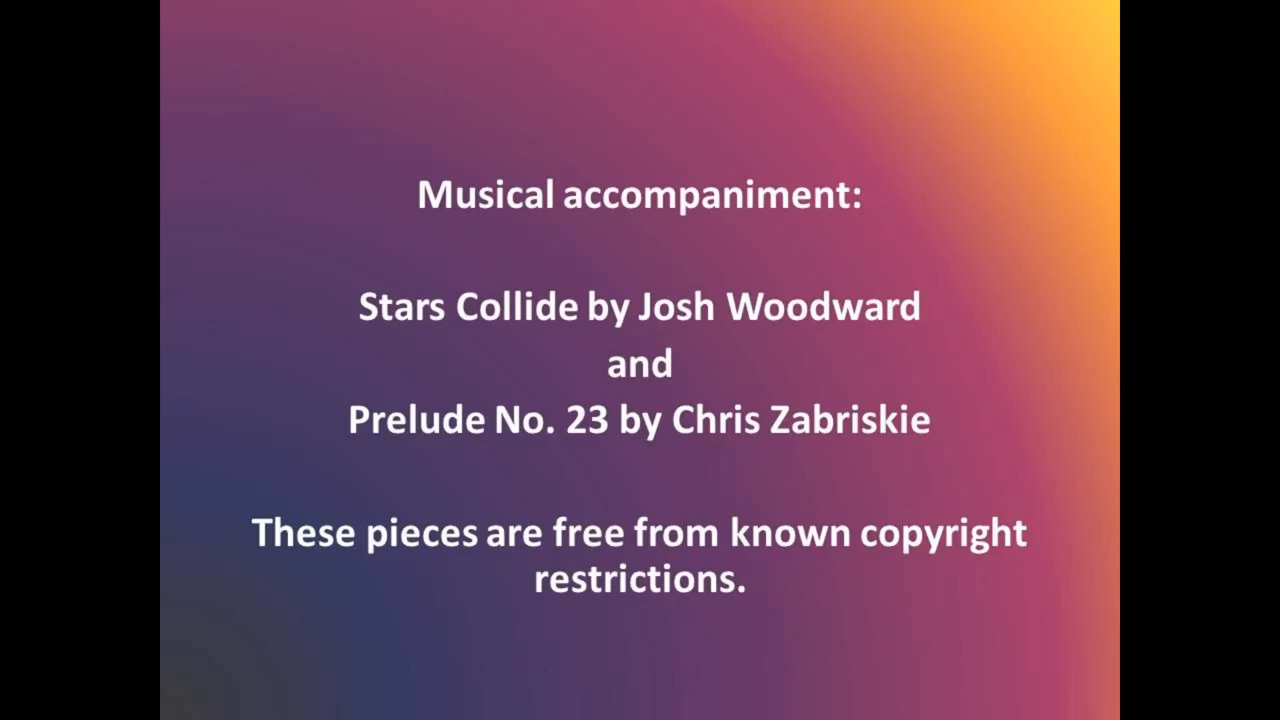 Musical accompaniment:
Stars Collide by Josh Woodward
and
Prelude No. 23 by Chris Zabriskie
These pieces are free from known copyright
restrictions.